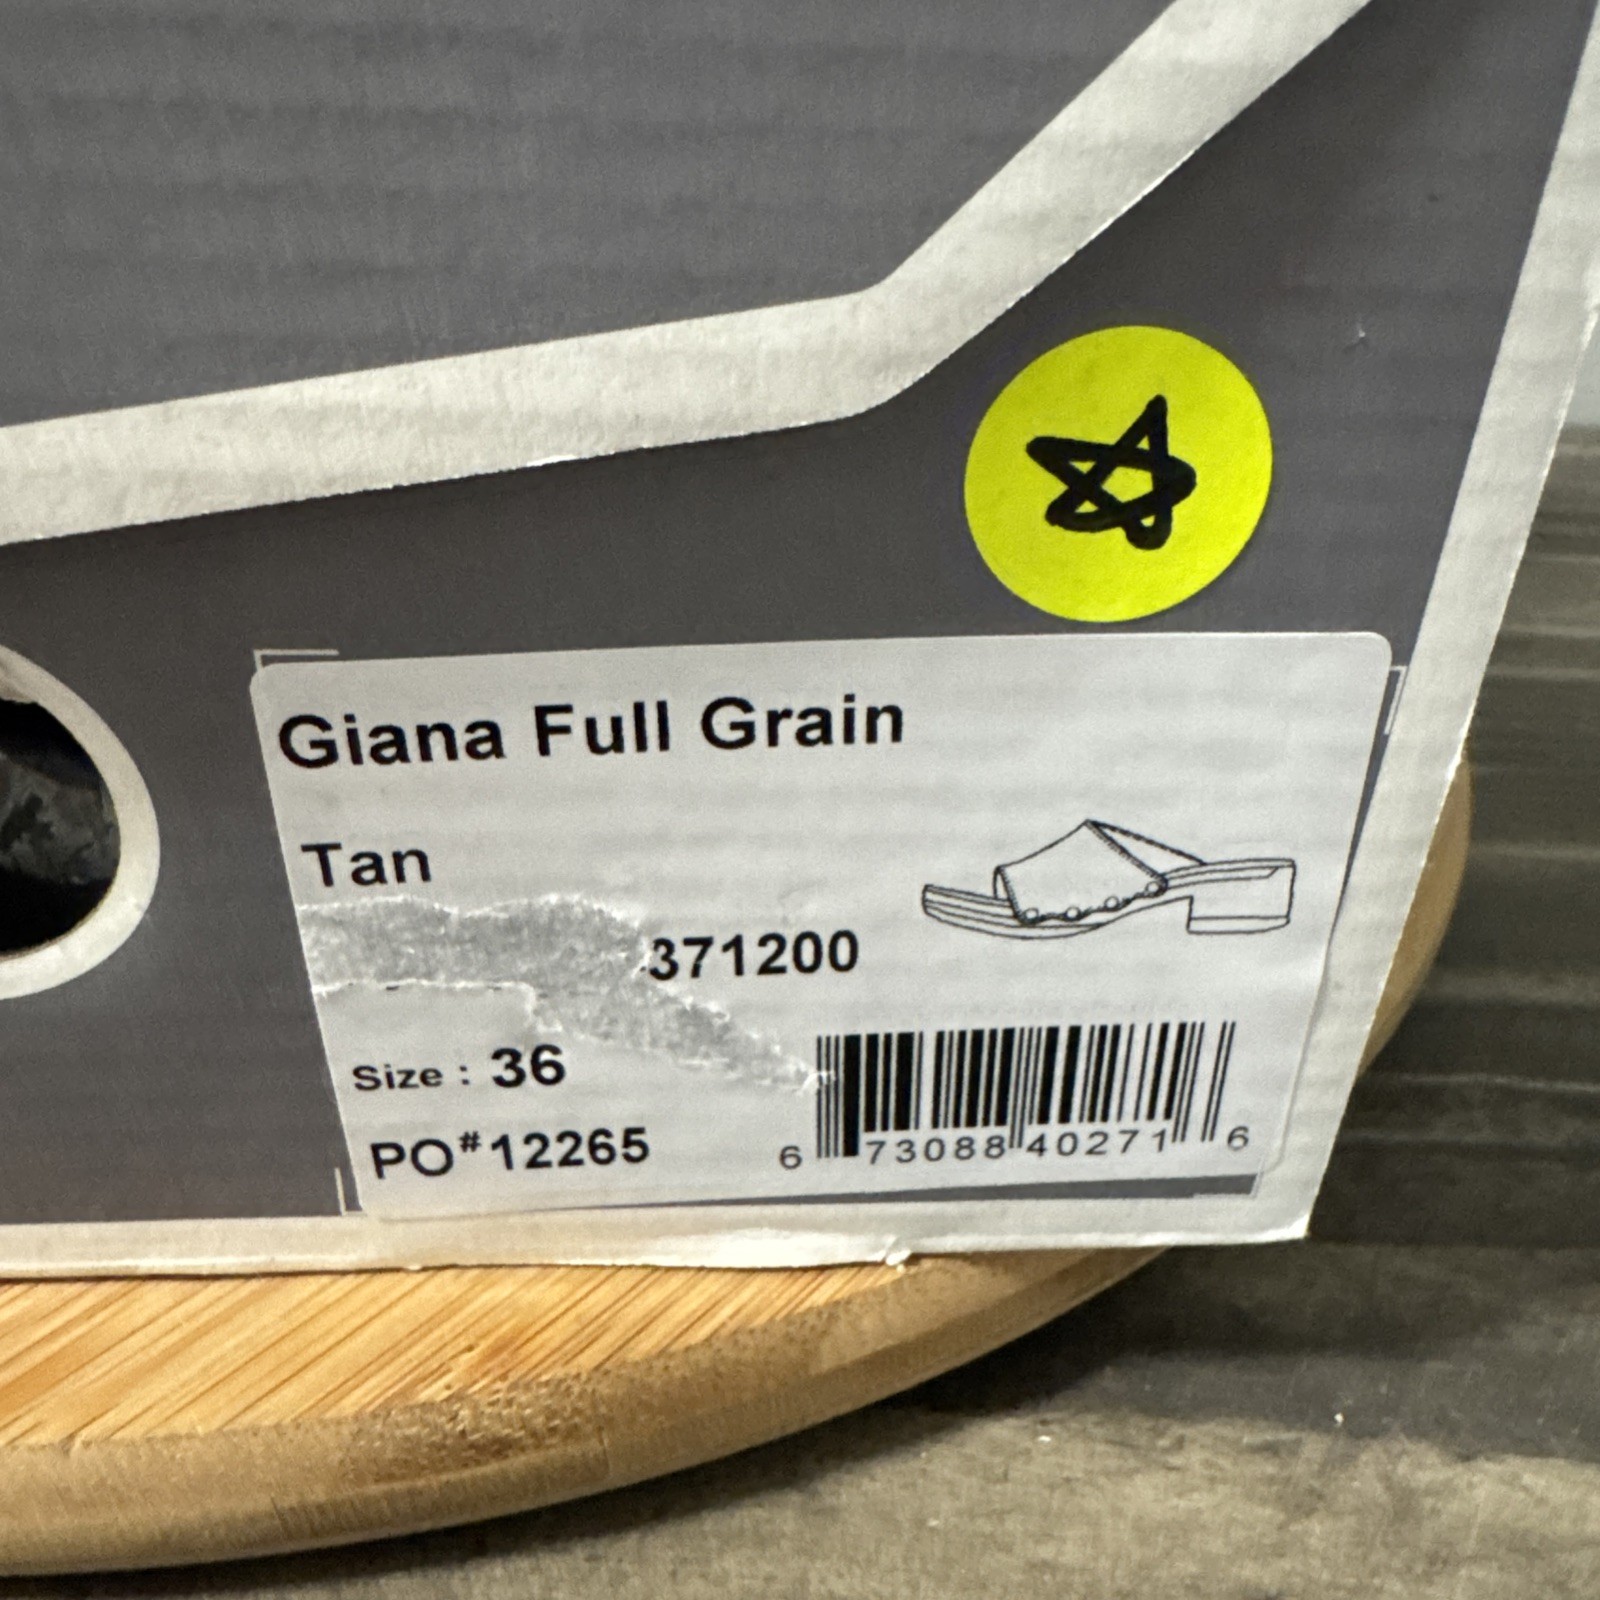 Giana Full Grain
Tan
371200
Size : 36
PO#12265
6 73088 40271 6